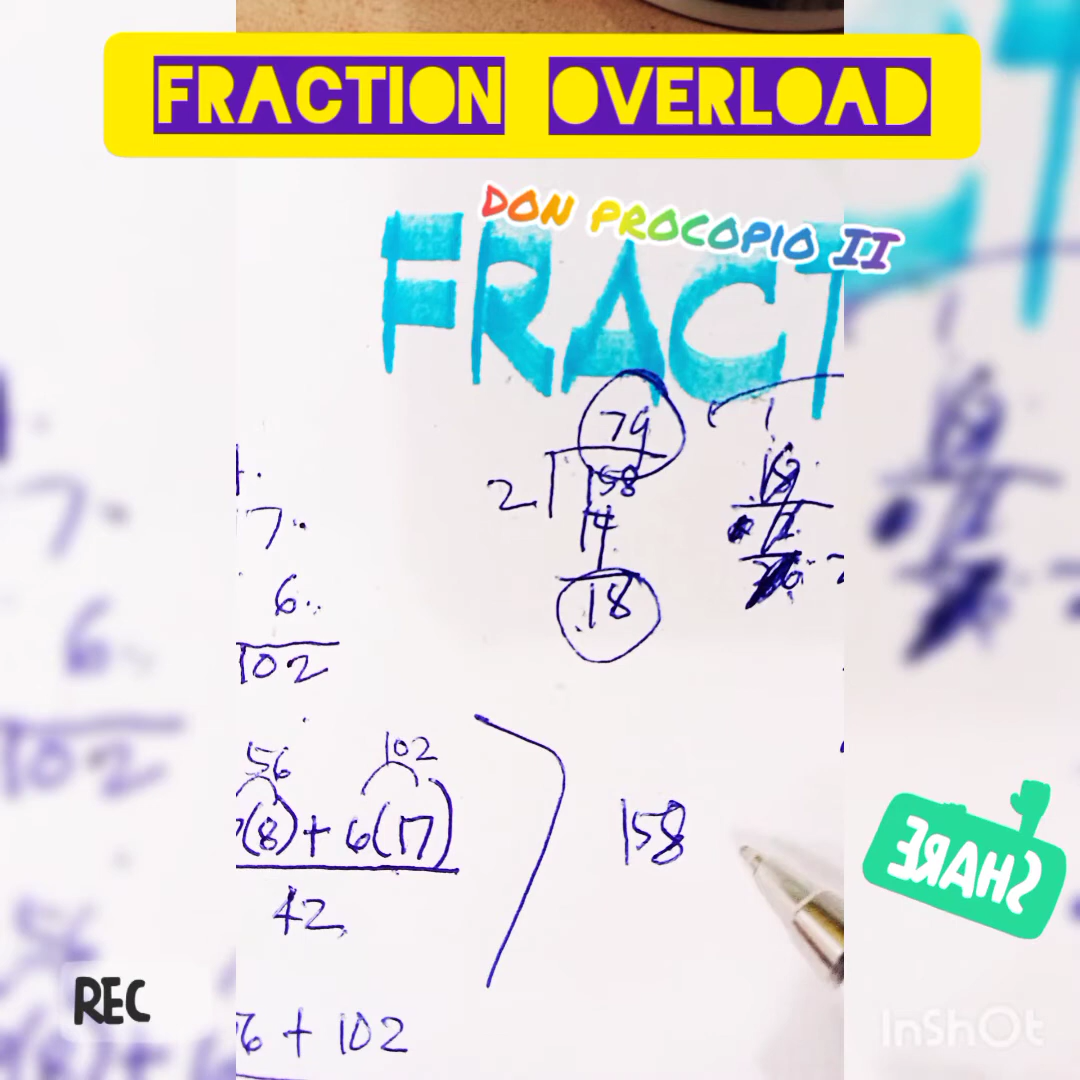 FRACTION OVERLOAD
DON PROCOPIO II
FRACT
79
2 158
14
18
7.
6..
102
56 102
(8) + 6(17)
42
158
6 + 102
SHARE
REC
InShOt